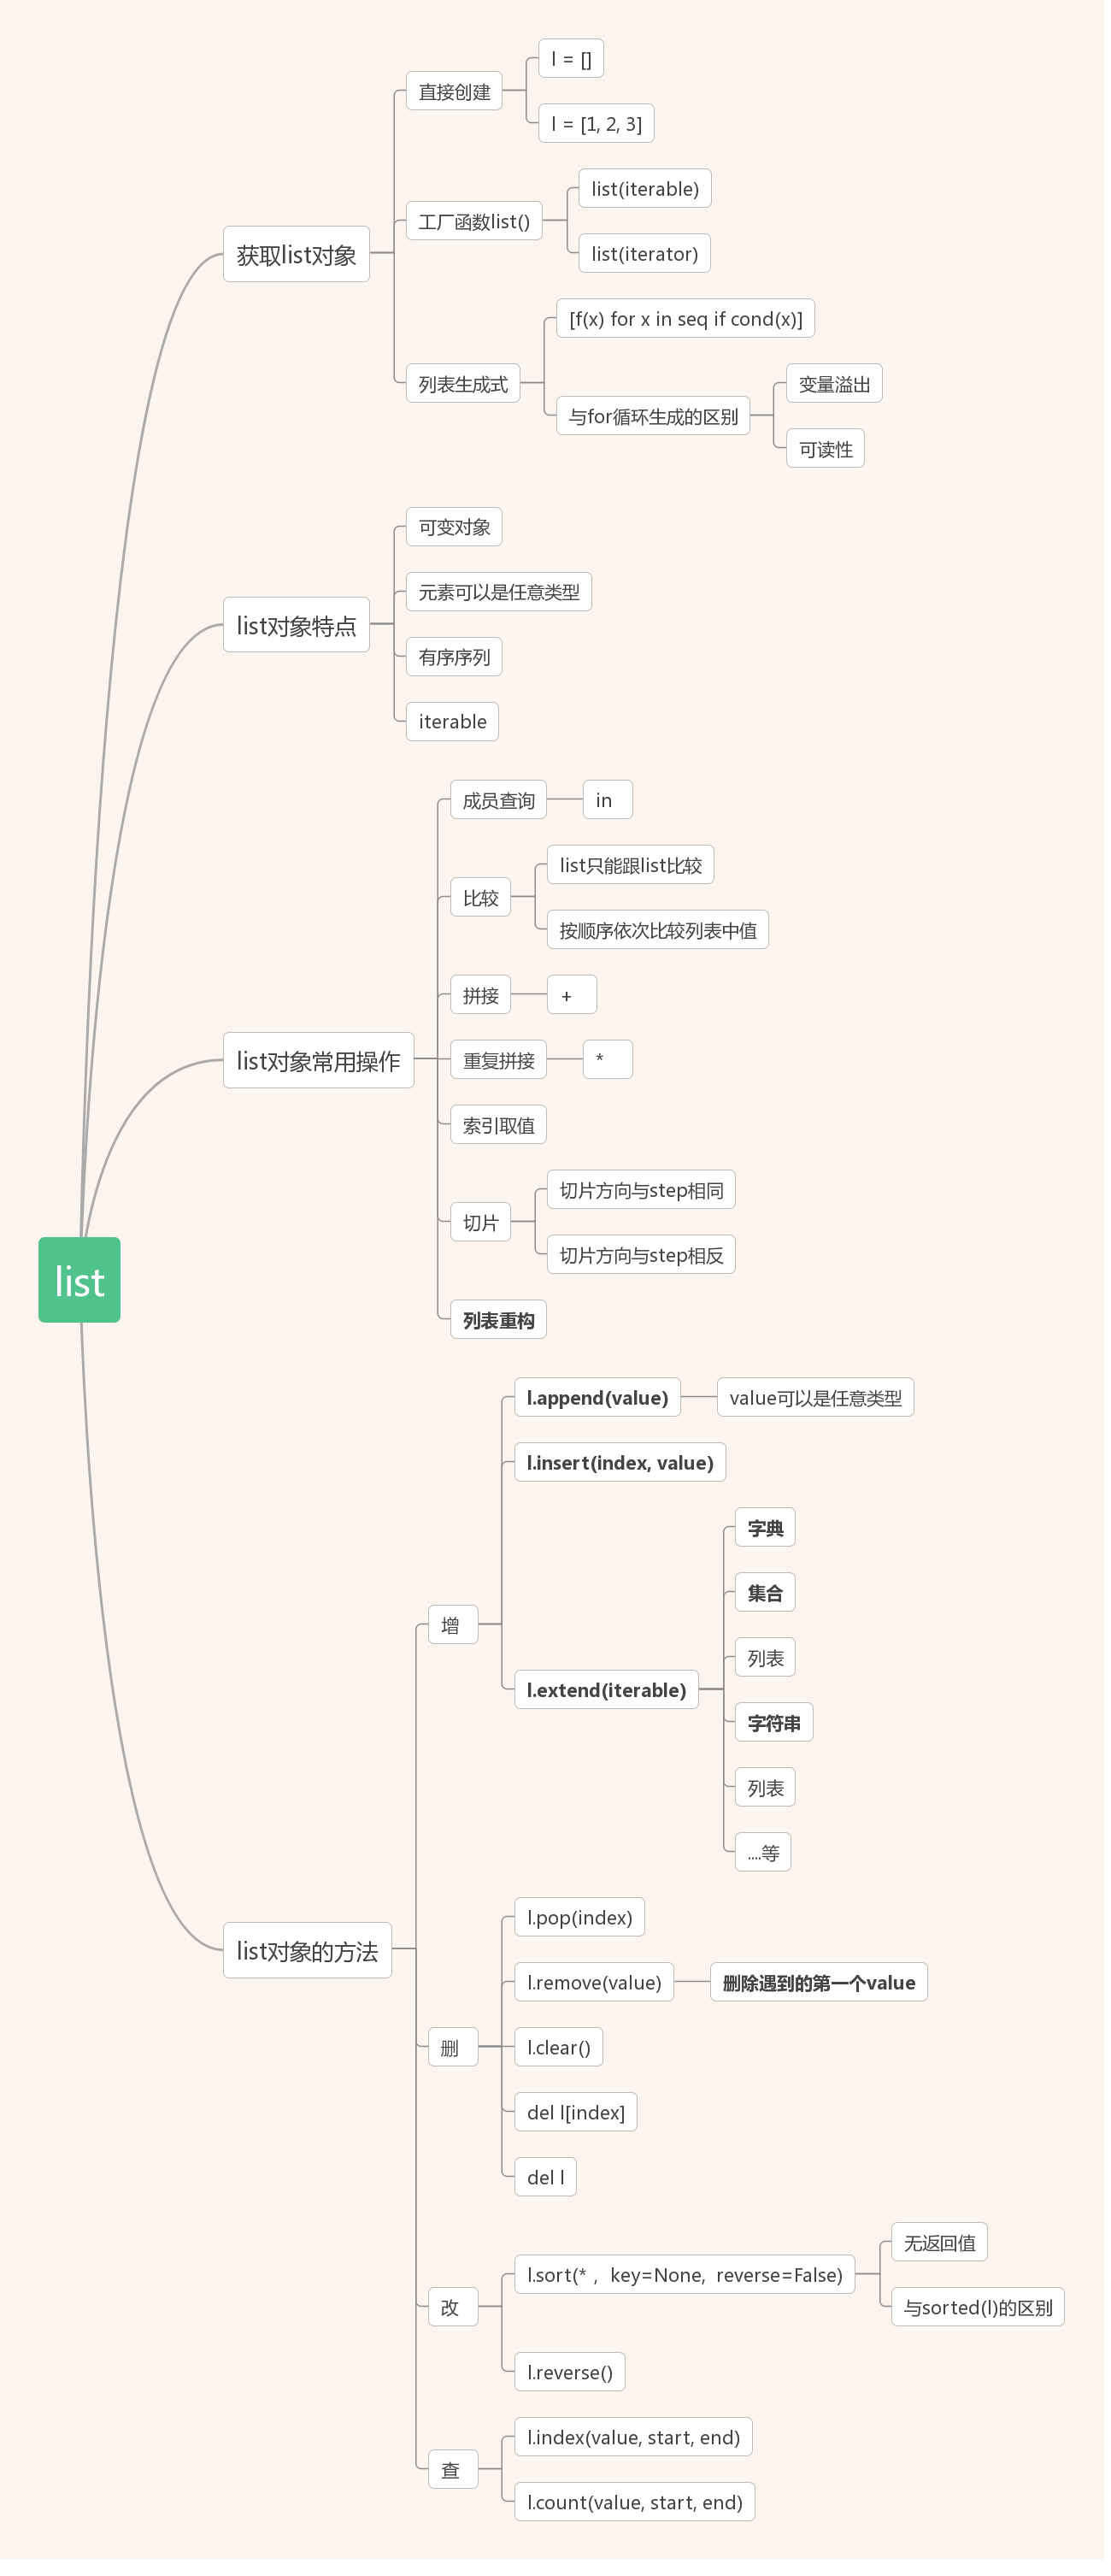 list
获取list对象
直接创建
l = []
l = [1, 2, 3]
工厂函数list()
list(iterable)
list(iterator)
列表生成式
[f(x) for x in seq if cond(x)]
与for循环生成的区别
变量溢出
可读性
list对象特点
可变对象
元素可以是任意类型
有序序列
iterable
list对象常用操作
成员查询
in
比较
list只能跟list比较
按顺序依次比较列表中值
拼接
+
重复拼接
*
索引取值
切片
切片方向与step相同
切片方向与step相反
列表重构
list对象的方法
增
l.append(value)
value可以是任意类型
l.insert(index, value)
l.extend(iterable)
字典
集合
列表
字符串
列表
....等
删
l.pop(index)
l.remove(value)
删除遇到的第一个value
l.clear()
del l[index]
del l
改
l.sort(* ,  key=None,  reverse=False)
无返回值
与sorted(l)的区别
l.reverse()
查
l.index(value, start, end)
l.count(value, start, end)